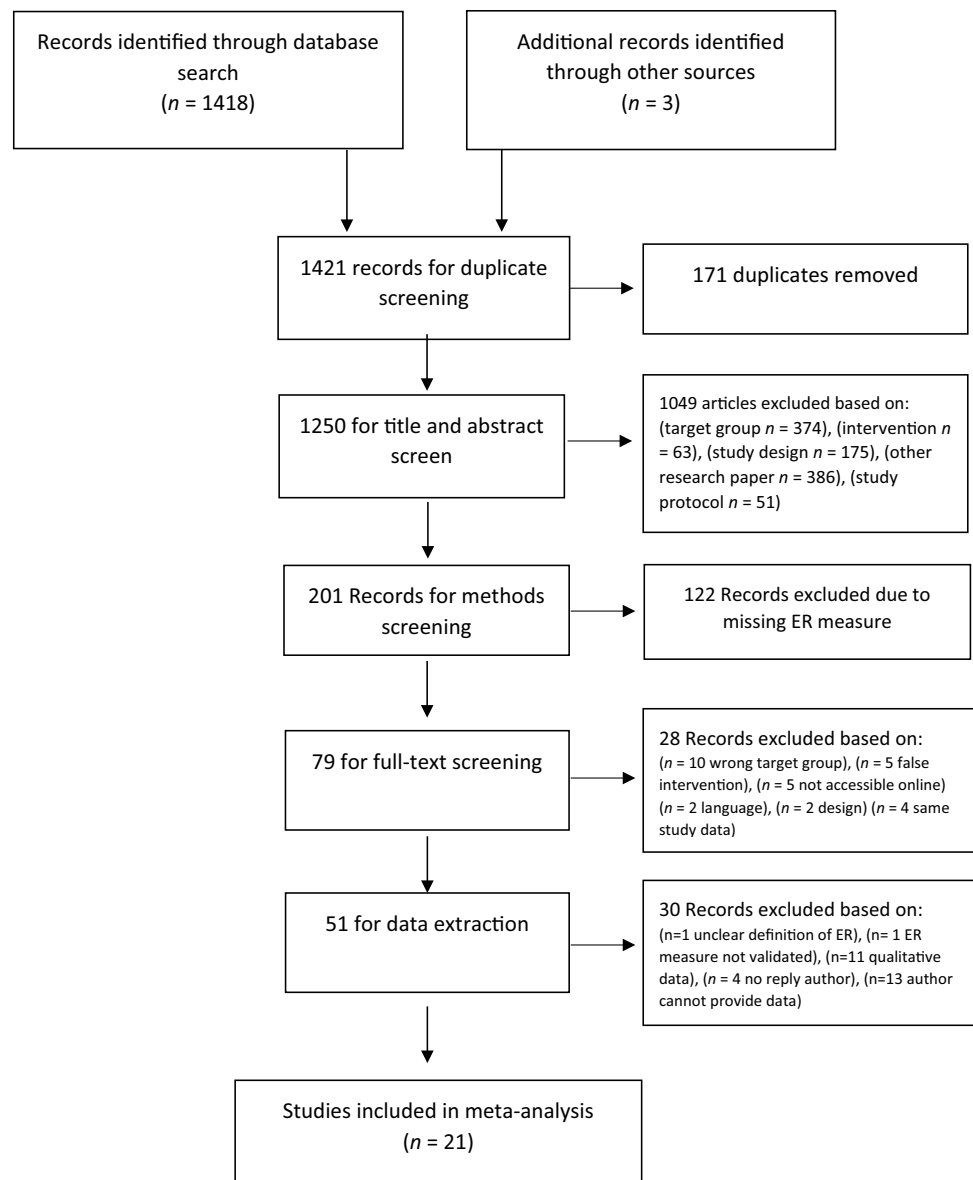 Records identified through database
search
(n = 1418)
Additional records identified
through other sources
(n = 3)
1421 records for duplicate
screening
171 duplicates removed
1250 for title and abstract
screen
1049 articles excluded based on:
(target group n = 374), (intervention n
= 63), (study design n = 175), (other
research paper n = 386), (study
protocol n = 51)
201 Records for methods
screening
122 Records excluded due to
missing ER measure
79 for full-text screening
28 Records excluded based on:
(n = 10 wrong target group), (n = 5 false
intervention), (n = 5 not accessible online)
(n = 2 language), (n = 2 design) (n = 4 same
study data)
51 for data extraction
30 Records excluded based on:
(n=1 unclear definition of ER), (n= 1 ER
measure not validated), (n=11 qualitative
data), (n = 4 no reply author), (n=13 author
cannot provide data)
Studies included in meta-analysis
(n = 21)